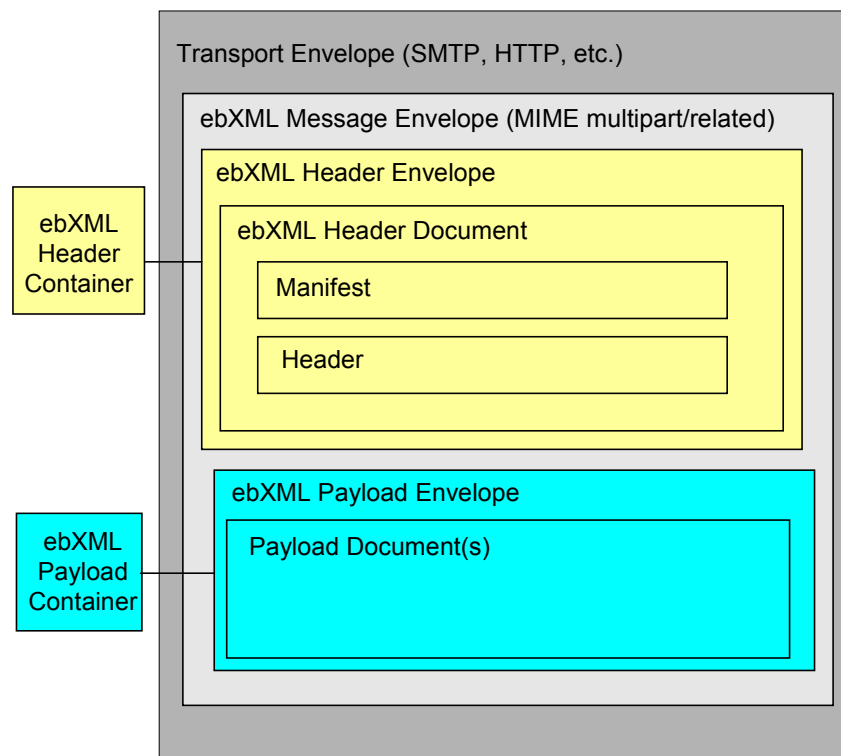 Transport Envelope (SMTP, HTTP, etc.)
ebXML Message Envelope (MIME multipart/related)
ebXML Header Envelope
ebXML Header Document
Manifest
Header
ebXML
Header
Container
ebXML Payload Envelope
Payload Document(s)
ebXML
Payload
Container